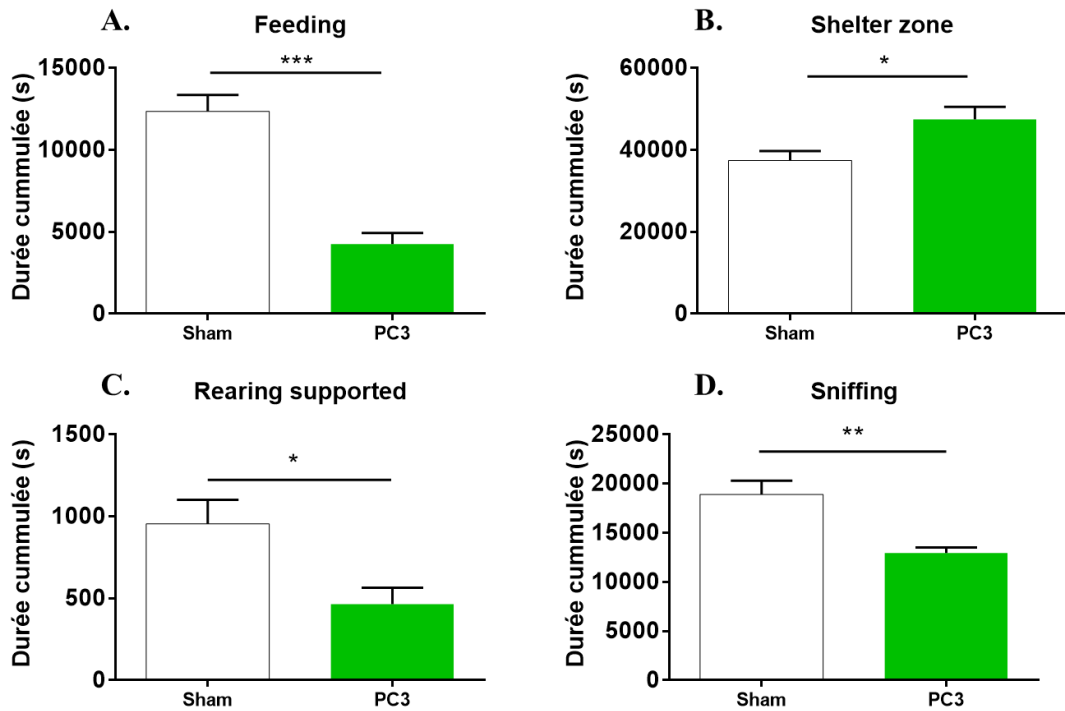 A.
Feeding
***
Durée cummulée (s)
15000
10000
5000
0
Sham
PC3
B.
Shelter zone
*
Durée cummulée (s)
60000
40000
20000
0
Sham
PC3
C.
Rearing supported
*
Durée cummulée (s)
1500
1000
500
0
Sham
PC3
D.
Sniffing
**
Durée cummulée (s)
25000
20000
15000
10000
5000
0
Sham
PC3